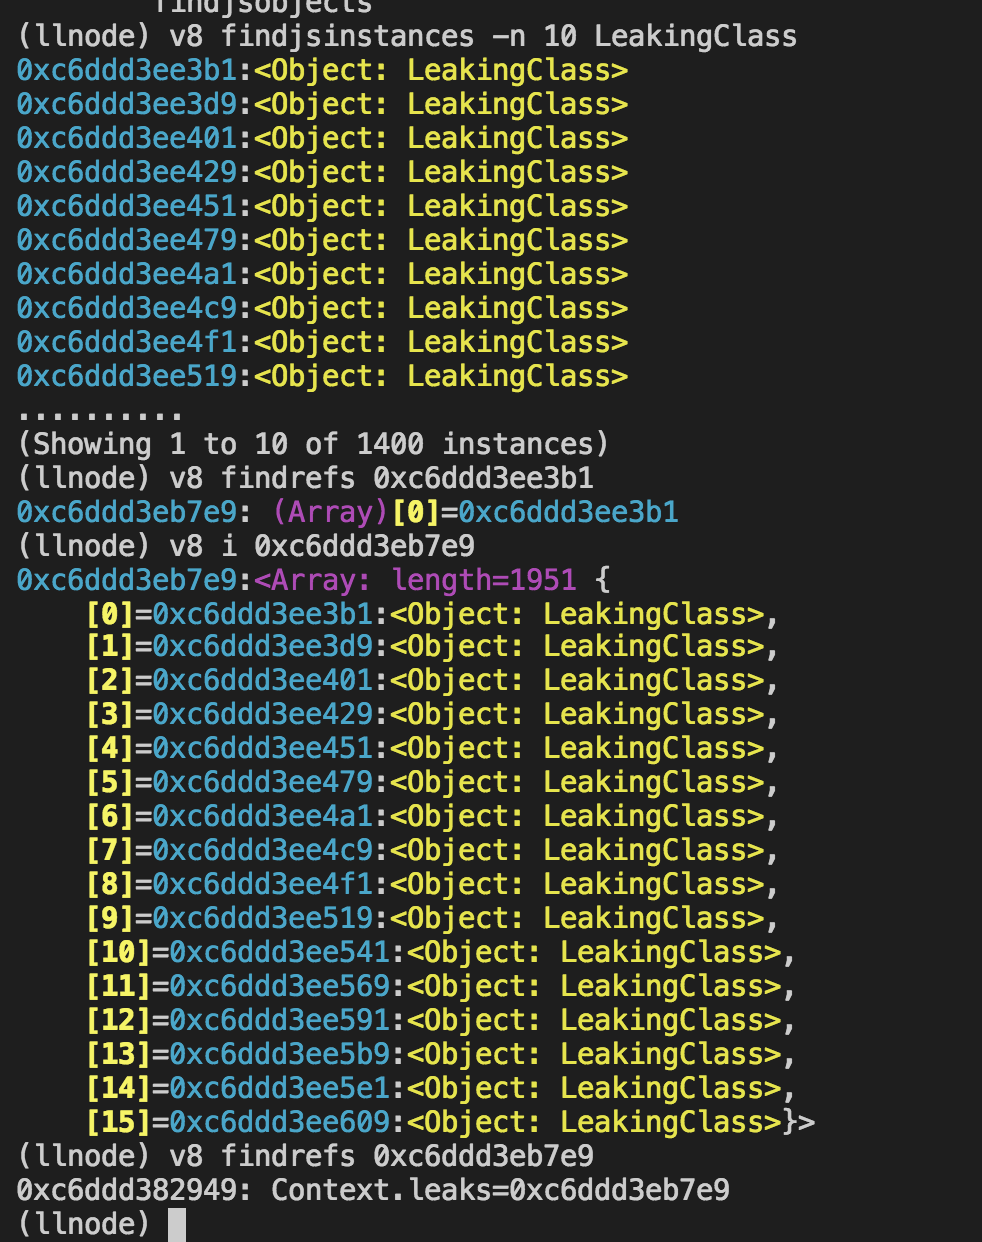 findjsobjects
(llnode) v8 findjsinstances -n 10 LeakingClass
0xc6ddd3ee3b1:<Object: LeakingClass>
0xc6ddd3ee3d9:<Object: LeakingClass>
0xc6ddd3ee401:<Object: LeakingClass>
0xc6ddd3ee429:<Object: LeakingClass>
0xc6ddd3ee451:<Object: LeakingClass>
0xc6ddd3ee479:<Object: LeakingClass>
0xc6ddd3ee4a1:<Object: LeakingClass>
0xc6ddd3ee4c9:<Object: LeakingClass>
0xc6ddd3ee4f1:<Object: LeakingClass>
0xc6ddd3ee519:<Object: LeakingClass>
..........
(Showing 1 to 10 of 1400 instances)
(llnode) v8 findrefs 0xc6ddd3ee3b1
0xc6ddd3eb7e9: (Array)[0]=0xc6ddd3ee3b1
(llnode) v8 i 0xc6ddd3eb7e9
0xc6ddd3eb7e9:<Array: length=1951 {
    [0]=0xc6ddd3ee3b1:<Object: LeakingClass>,
    [1]=0xc6ddd3ee3d9:<Object: LeakingClass>,
    [2]=0xc6ddd3ee401:<Object: LeakingClass>,
    [3]=0xc6ddd3ee429:<Object: LeakingClass>,
    [4]=0xc6ddd3ee451:<Object: LeakingClass>,
    [5]=0xc6ddd3ee479:<Object: LeakingClass>,
    [6]=0xc6ddd3ee4a1:<Object: LeakingClass>,
    [7]=0xc6ddd3ee4c9:<Object: LeakingClass>,
    [8]=0xc6ddd3ee4f1:<Object: LeakingClass>,
    [9]=0xc6ddd3ee519:<Object: LeakingClass>,
    [10]=0xc6ddd3ee541:<Object: LeakingClass>,
    [11]=0xc6ddd3ee569:<Object: LeakingClass>,
    [12]=0xc6ddd3ee591:<Object: LeakingClass>,
    [13]=0xc6ddd3ee5b9:<Object: LeakingClass>,
    [14]=0xc6ddd3ee5e1:<Object: LeakingClass>,
    [15]=0xc6ddd3ee609:<Object: LeakingClass>}>
(llnode) v8 findrefs 0xc6ddd3eb7e9
0xc6ddd382949: Context.leaks=0xc6ddd3eb7e9
(llnode)